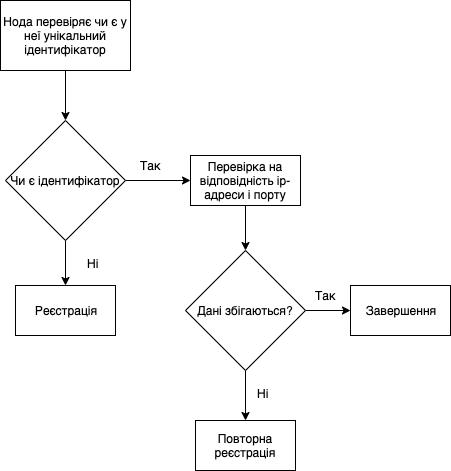 Нода перевіряє чи є у
неї унікальний
ідентифікатор
Чи є ідентифікатор
Так
Перевірка на
відповідність ip-
адреси і порту
Ні
Реєстрація
Дані збігаються?
Так
Завершення
Ні
Повторна
реєстрація